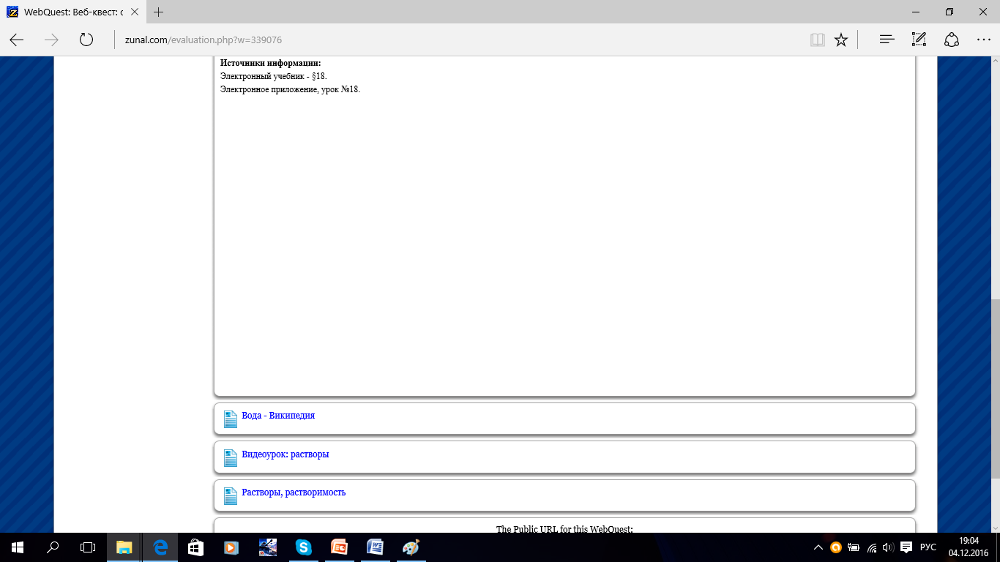 WebQuest: Веб-квест: с
zunal.com/evaluation.php?w=339076
Источники информации:
Электронный учебник - §18.
Электронное приложение, урок №18.
Вода - Википедия
Видеоурок: растворы
Растворы, растворимость
The Public URL for this WebQuest:
РУС
19:04
04.12.2016